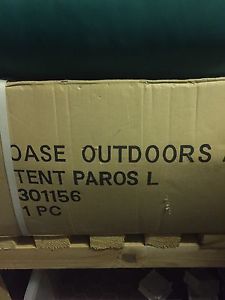 OASE OUTDOORS A
TENT PAROS L
301156
1 PC